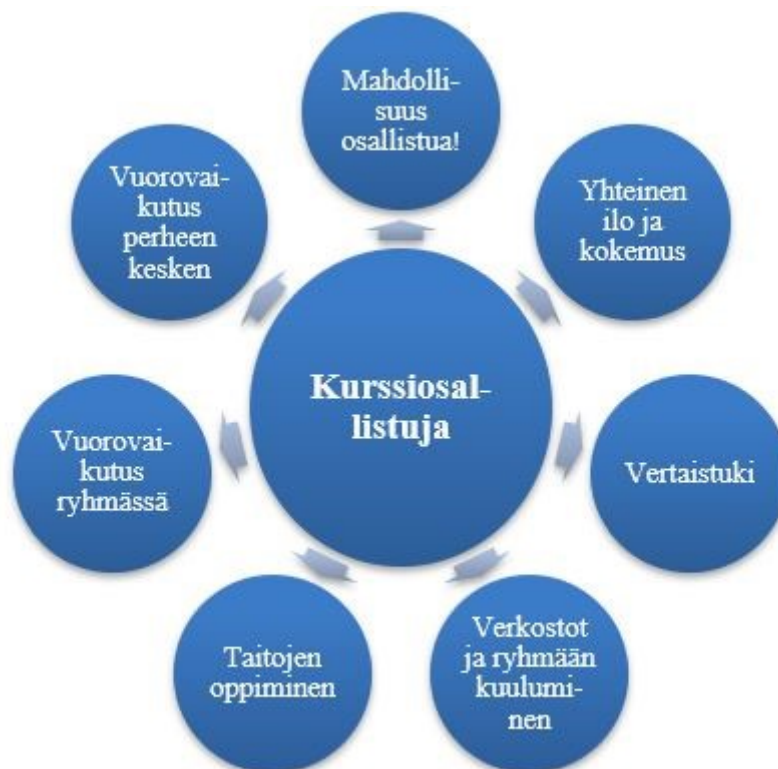 Mahdolli-
suus
osallistua!
Yhteinen
ilo ja
kokemus
Vertaistuki
Verkostot
ja ryhmään
kuulumi-
nen
Taitojen
oppiminen
Vuorovai-
kutus
ryhmässä
Vuorovai-
kutus
perheen
kesken
Kurssiosal-
listuja